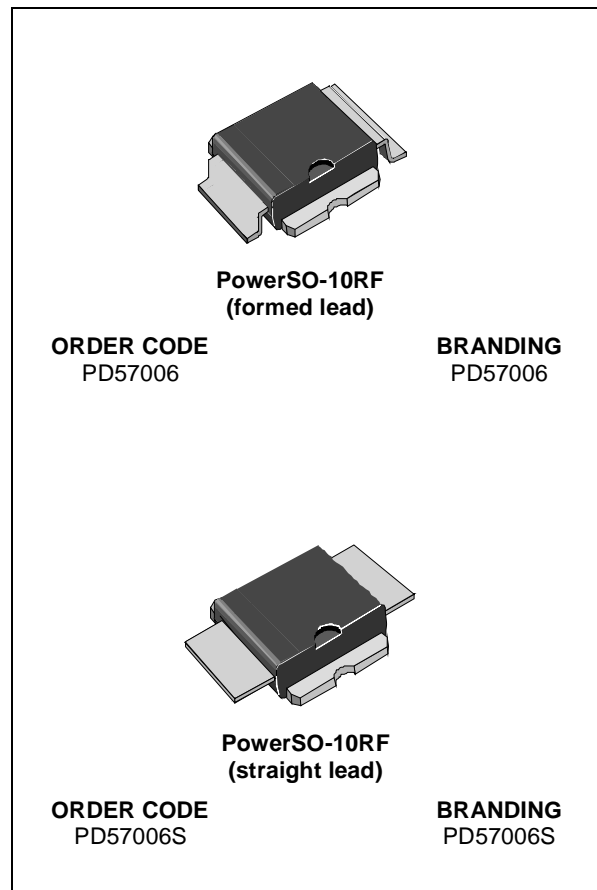 PowerSO-10RF
(formed lead)
ORDER CODE
PD57006
BRANDING
PD57006
PowerSO-10RF
(straight lead)
ORDER CODE
PD57006S
BRANDING
PD57006S